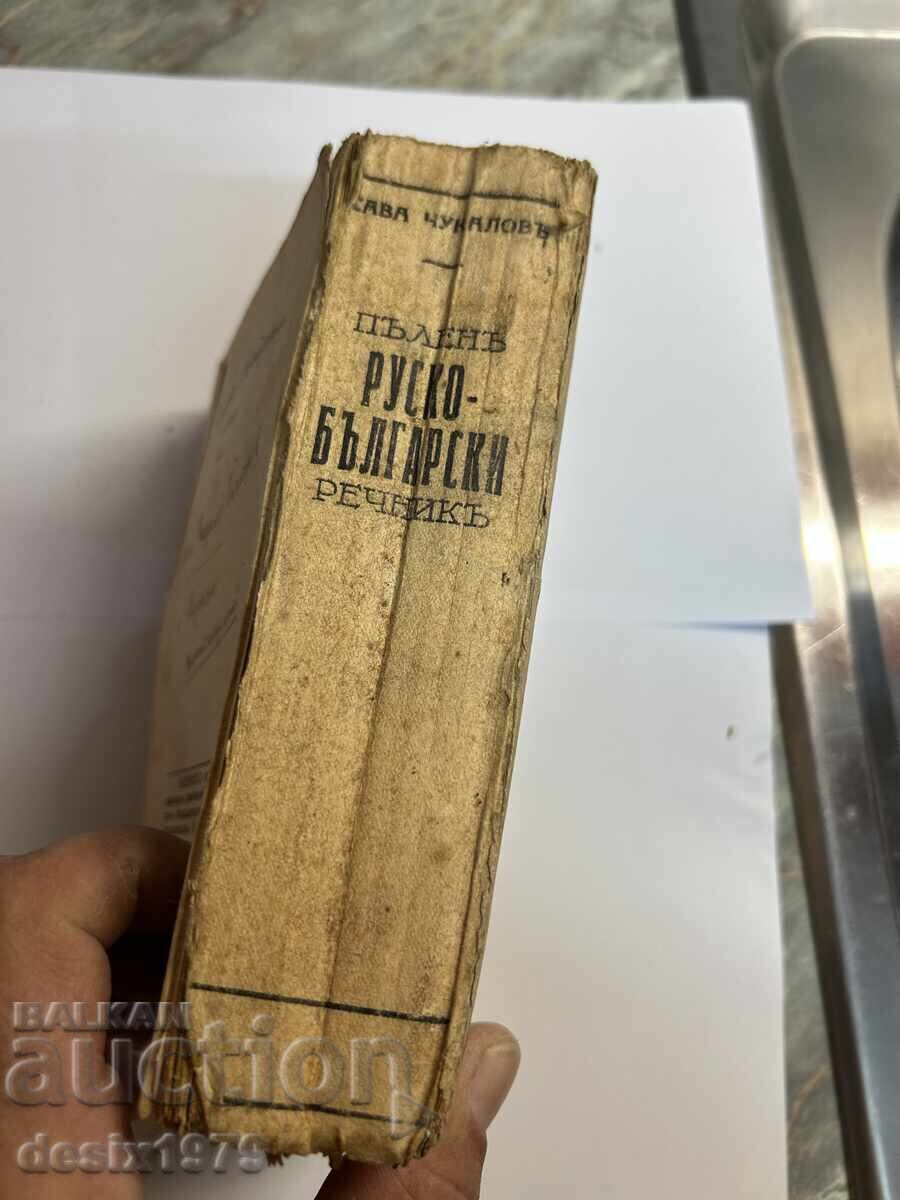 САВА ЧУКАЛОВЪ
ПЪЛЕНЪ
РУСКО-
БЪЛГАРСКИ
РЕЧНИКЪ
BALKAN
auction
desix1979